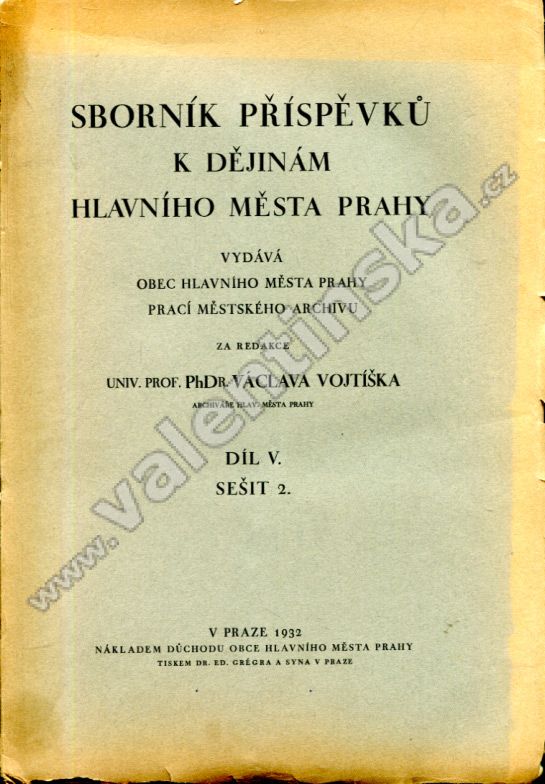 SBORNÍK PŘÍSPĚVKŮ
K DĚJINÁM
HLAVNÍHO MĚSTA PRAHY
VYDÁVÁ
OBEC HLAVNÍHO MĚSTA PRAHY
PRACÍ MĚSTSKÉHO ARCHIVU
ZA REDAKCE
UNIV. PROF. PhDR. VÁCLAVA VOJTÍŠKA
ARCHIVÁŘE HLAV. MĚSTA PRAHY
DÍL V.
SEŠIT 2.
V PRAZE 1932
NÁKLADEM DŮCHODU OBCE HLAVNÍHO MĚSTA PRAHY
TISKEM DR. ED. GRÉGRA A SYNA V PRAZE
www.valentinska.cz